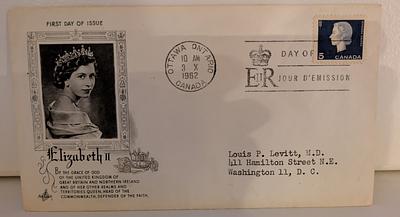 FIRST DAY OF ISSUE
OTTAWA ONTARIO
10 AM
3 X
1962
CANADA
DAY OF
EIIR JOUR D'EMISSION
5 CANADA
Elizabeth II
BY THE GRACE OF GOD
OF THE UNITED KINGDOM OF
GREAT BRITAIN AND NORTHERN IRELAND
AND OF HER OTHER REALMS AND
TERRITORIES QUEEN, HEAD OF THE
COMMONWEALTH, DEFENDER OF THE FAITH.
Louis P. Levitt, M.D.
411 Hamilton Street N.E.
Washington 11, D. C.